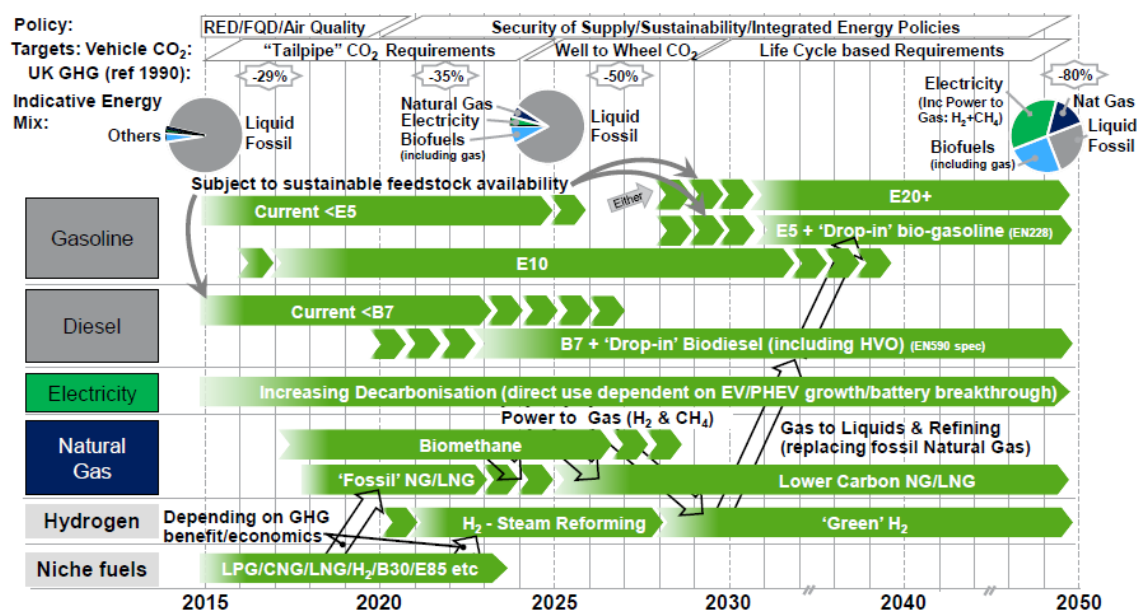 Policy:
RED/FQD/Air Quality
Security of Supply/Sustainability/Integrated Energy Policies
Targets: Vehicle CO₂:
“Tailpipe” CO₂ Requirements
Well to Wheel CO₂
Life Cycle based Requirements
UK GHG (ref 1990):
-29%
-35%
-50%
-80%
Indicative Energy
Mix:
Others
Liquid
Fossil
Natural Gas
Electricity
Biofuels
(including gas)
Liquid
Fossil
Electricity
(Inc Power to
Gas: H₂+CH₄)
Biofuels
(including gas)
Nat Gas
Liquid
Fossil
Subject to sustainable feedstock availability
Gasoline
Current <E5
Either
E20+
E5 + ‘Drop-in’ bio-gasoline (EN228)
E10
Diesel
Current <B7
B7 + ‘Drop-in’ Biodiesel (including HVO) (EN590 spec)
Electricity
Increasing Decarbonisation (direct use dependent on EV/PHEV growth/battery breakthrough)
Natural
Gas
Power to Gas (H₂ & CH₄)
Biomethane
Gas to Liquids & Refining
(replacing fossil Natural Gas)
‘Fossil’ NG/LNG
Lower Carbon NG/LNG
Hydrogen
Depending on GHG
benefit/economics
H₂ - Steam Reforming
‘Green’ H₂
Niche fuels
LPG/CNG/LNG/H₂/B30/E85 etc
2015
2020
2025
2030
2040
2050